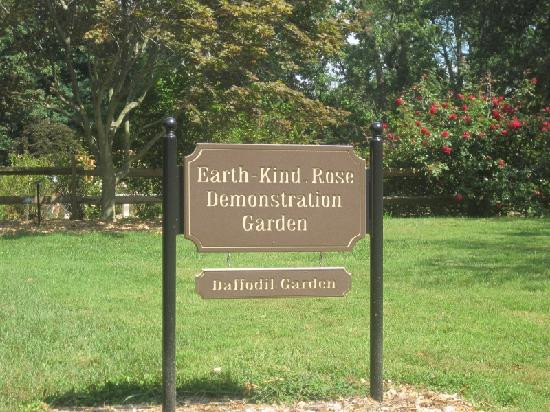 Earth-Kind Rose
Demonstration
Garden
Daffodil Garden